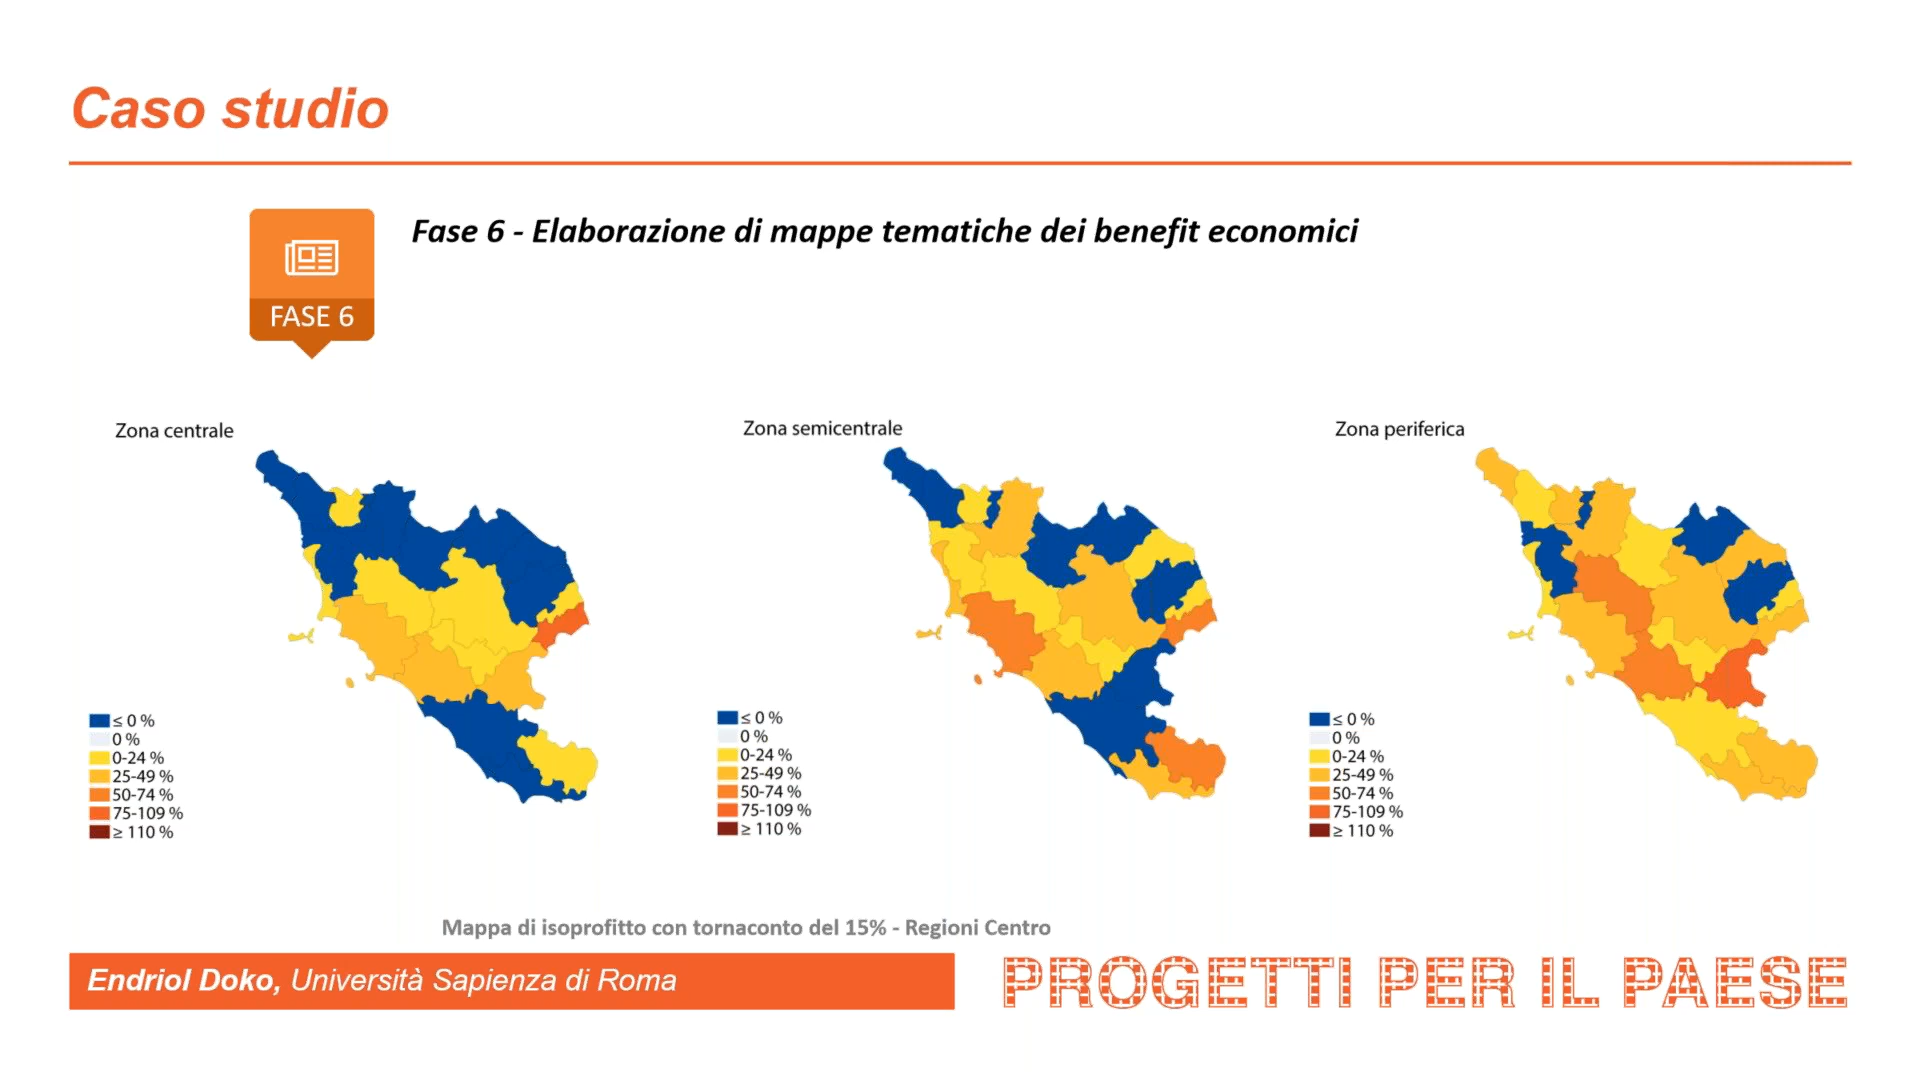 Caso studio
Fase 6 - Elaborazione di mappe tematiche dei benefit economici
FASE 6
Zona centrale
≤ 0 %
0 %
0-24 %
25-49 %
50-74 %
75-109 %
≥ 110 %
Zona semicentrale
≤ 0 %
0 %
0-24 %
25-49 %
50-74 %
75-109 %
≥ 110 %
Zona periferica
≤ 0 %
0 %
0-24 %
25-49 %
50-74 %
75-109 %
≥ 110 %
Mappa di isoprofitto con tornaconto del 15% - Regioni Centro
Endriol Doko, Università Sapienza di Roma
PROGETTI PER IL PAESE